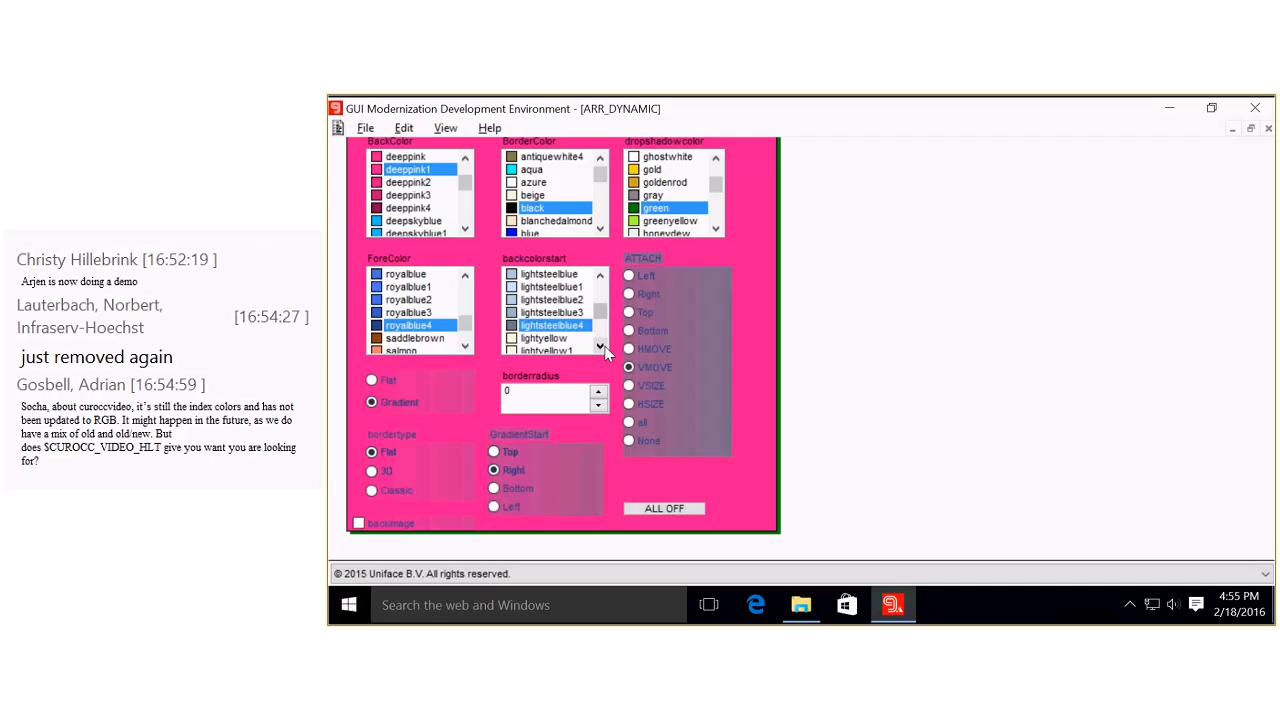 Christy Hillebrink [16:52:19 ]
Arjen is now doing a demo
Lauterbach, Norbert,
Infraserv-Hoechst
[16:54:27 ]
just removed again
Gosbell, Adrian [16:54:59 ]
Socha, about curoccvideo, it's still the index colors and has not
been updated to RGB. It might happen in the future, as we do
have a mix of old and old/new. But
does $CUROCC_VIDEO_HLT give you want you are looking
for?
GUI Modernization Development Environment - [ARR_DYNAMIC]
File Edit View Help
BackColor
deeppink
deeppink1
deeppink2
deeppink3
deeppink4
deepskyblue
deepskyblue1
BorderColor
antiquewhite4
aqua
azure
beige
black
blanchedalmond
blue
dropshadowcolor
ghostwhite
gold
goldenrod
gray
green
greenyellow
honeydew
ForeColor
royalblue
royalblue1
royalblue2
royalblue3
royalblue4
saddlebrown
salmon
backcolorstart
lightsteelblue
lightsteelblue1
lightsteelblue2
lightsteelblue3
lightsteelblue4
lightyellow
lightyellow1
ATTACH
Left
Right
Top
Bottom
HMOVE
VMOVE
VSIZE
HSIZE
all
None
Flat
Gradient
borderradius
0
bordertype
Flat
3D
Classic
GradientStart
Top
Right
Bottom
Left
ALL OFF
backimage
© 2015 Uniface B.V. All rights reserved.
Search the web and Windows
4:55 PM
2/18/2016